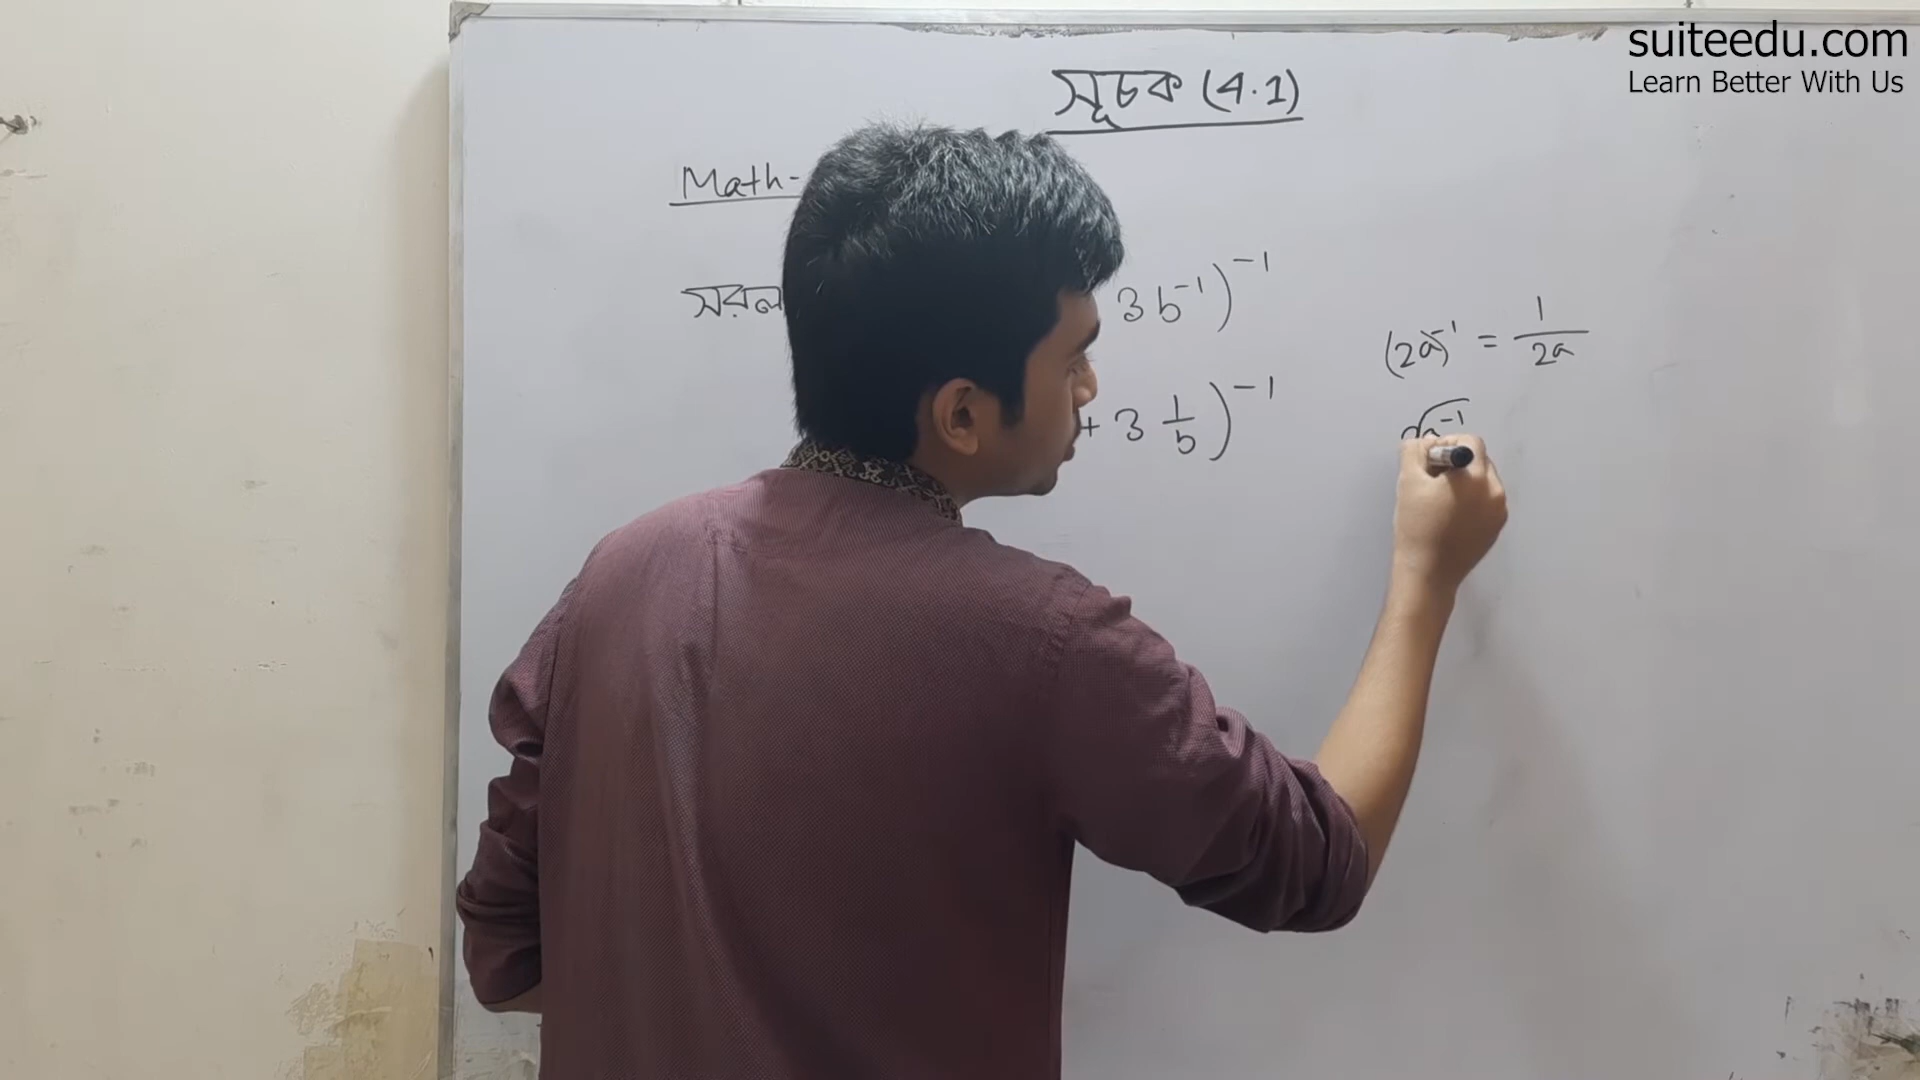 suiteedu.com
Learn Better With Us
সূচক (4.1)
Math-
সরল
3b⁻¹)⁻¹
+ 3 1/b)⁻¹
(2a)⁻¹ = 1/2a
a⁻¹